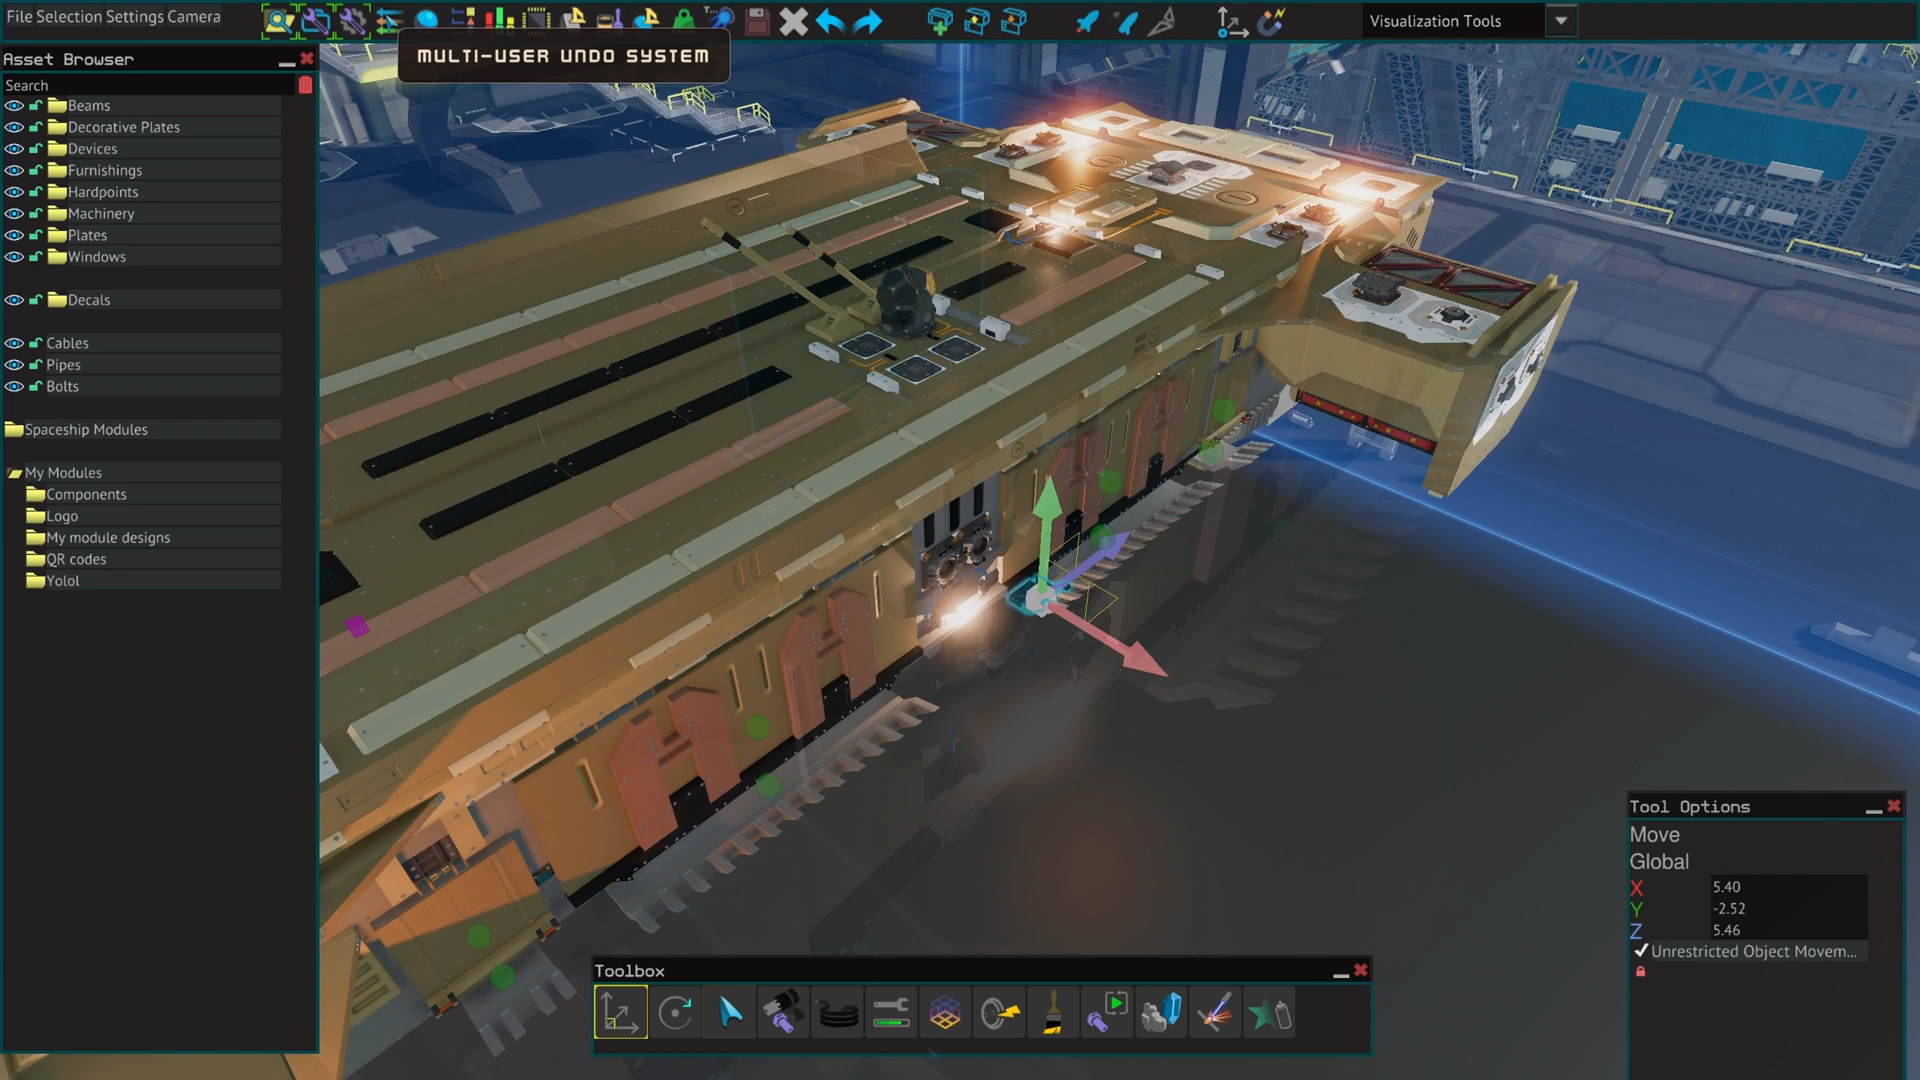 File Selection Settings Camera
Visualization Tools
MULTI-USER UNDO SYSTEM
Asset Browser
Search
Beams
Decorative Plates
Devices
Furnishings
Hardpoints
Machinery
Plates
Windows
Decals
Cables
Pipes
Bolts
Spaceship Modules
My Modules
Components
Logo
My module designs
QR codes
Yolol
Tool Options
Move
Global
X 5.40
Y -2.52
Z 5.46
Unrestricted Object Movem...
Toolbox